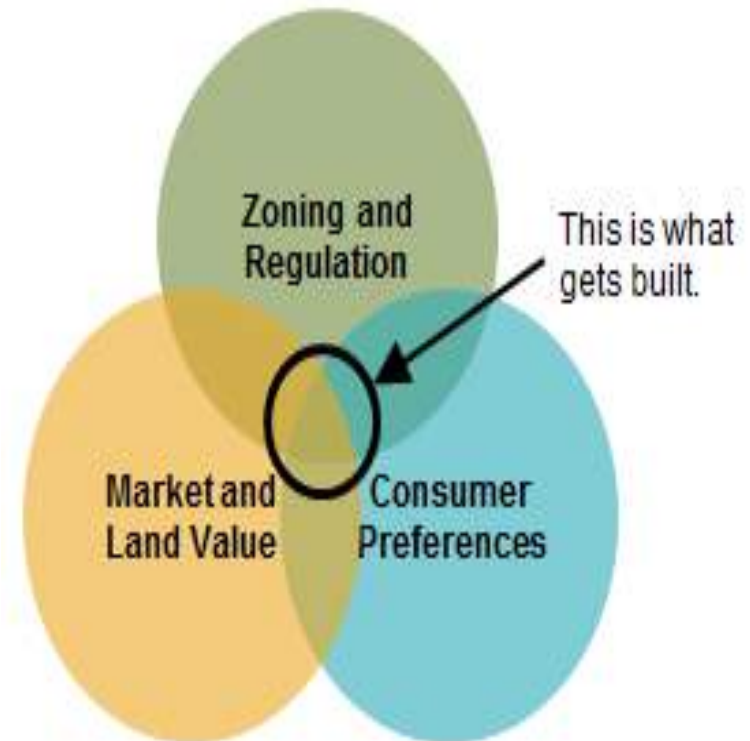 Zoning and
Regulation
This is what
gets built.
Market and
Land Value
Consumer
Preferences